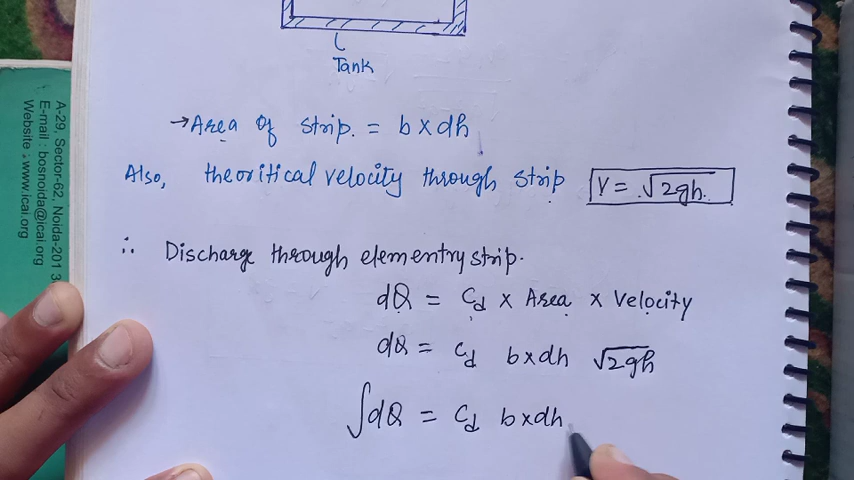 Tank
→Area Of strip. = b×dh
Also, theoritical velocity through strip V = √2gh
∴ Discharge through elementry strip.
dQ = Cd × Area × Velocity
dQ = Cd b×dh √2gh
∫dQ = Cd b×dh
A-29, Sector-62, Noida-201 3
E-mail : bosnoida@icai.org
Website : www.icai.org